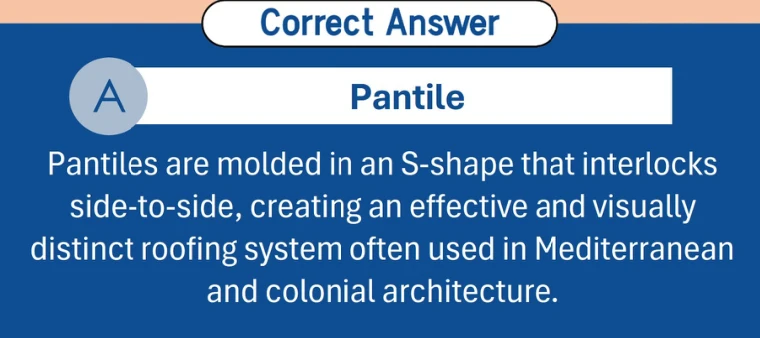 Correct Answer
A
Pantile
Pantiles are molded in an S-shape that interlocks
side-to-side, creating an effective and visually
distinct roofing system often used in Mediterranean
and colonial architecture.